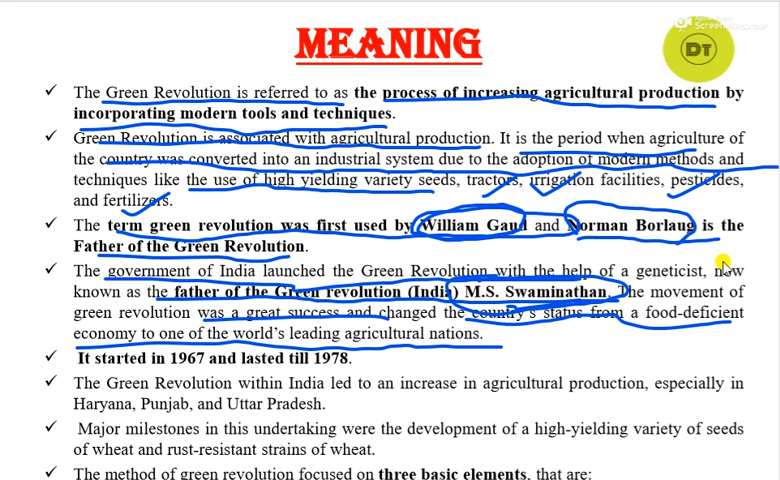 MEANING
DT
✓ The Green Revolution is referred to as the process of increasing agricultural production by
incorporating modern tools and techniques.
✓ Green Revolution is associated with agricultural production. It is the period when agriculture of
the country was converted into an industrial system due to the adoption of modern methods and
techniques like the use of high yielding variety seeds, tractors, irrigation facilities, pesticides,
and fertilizers.
✓ The term green revolution was first used by William Gaud and Norman Borlaug is the
Father of the Green Revolution.
✓ The government of India launched the Green Revolution with the help of a geneticist, now
known as the father of the Green revolution (India) M.S. Swaminathan. The movement of
green revolution was a great success and changed the country's status from a food-deficient
economy to one of the world's leading agricultural nations.
✓ It started in 1967 and lasted till 1978.
✓ The Green Revolution within India led to an increase in agricultural production, especially in
Haryana, Punjab, and Uttar Pradesh.
✓ Major milestones in this undertaking were the development of a high-yielding variety of seeds
of wheat and rust-resistant strains of wheat.
✓ The method of green revolution focused on three basic elements, that are: